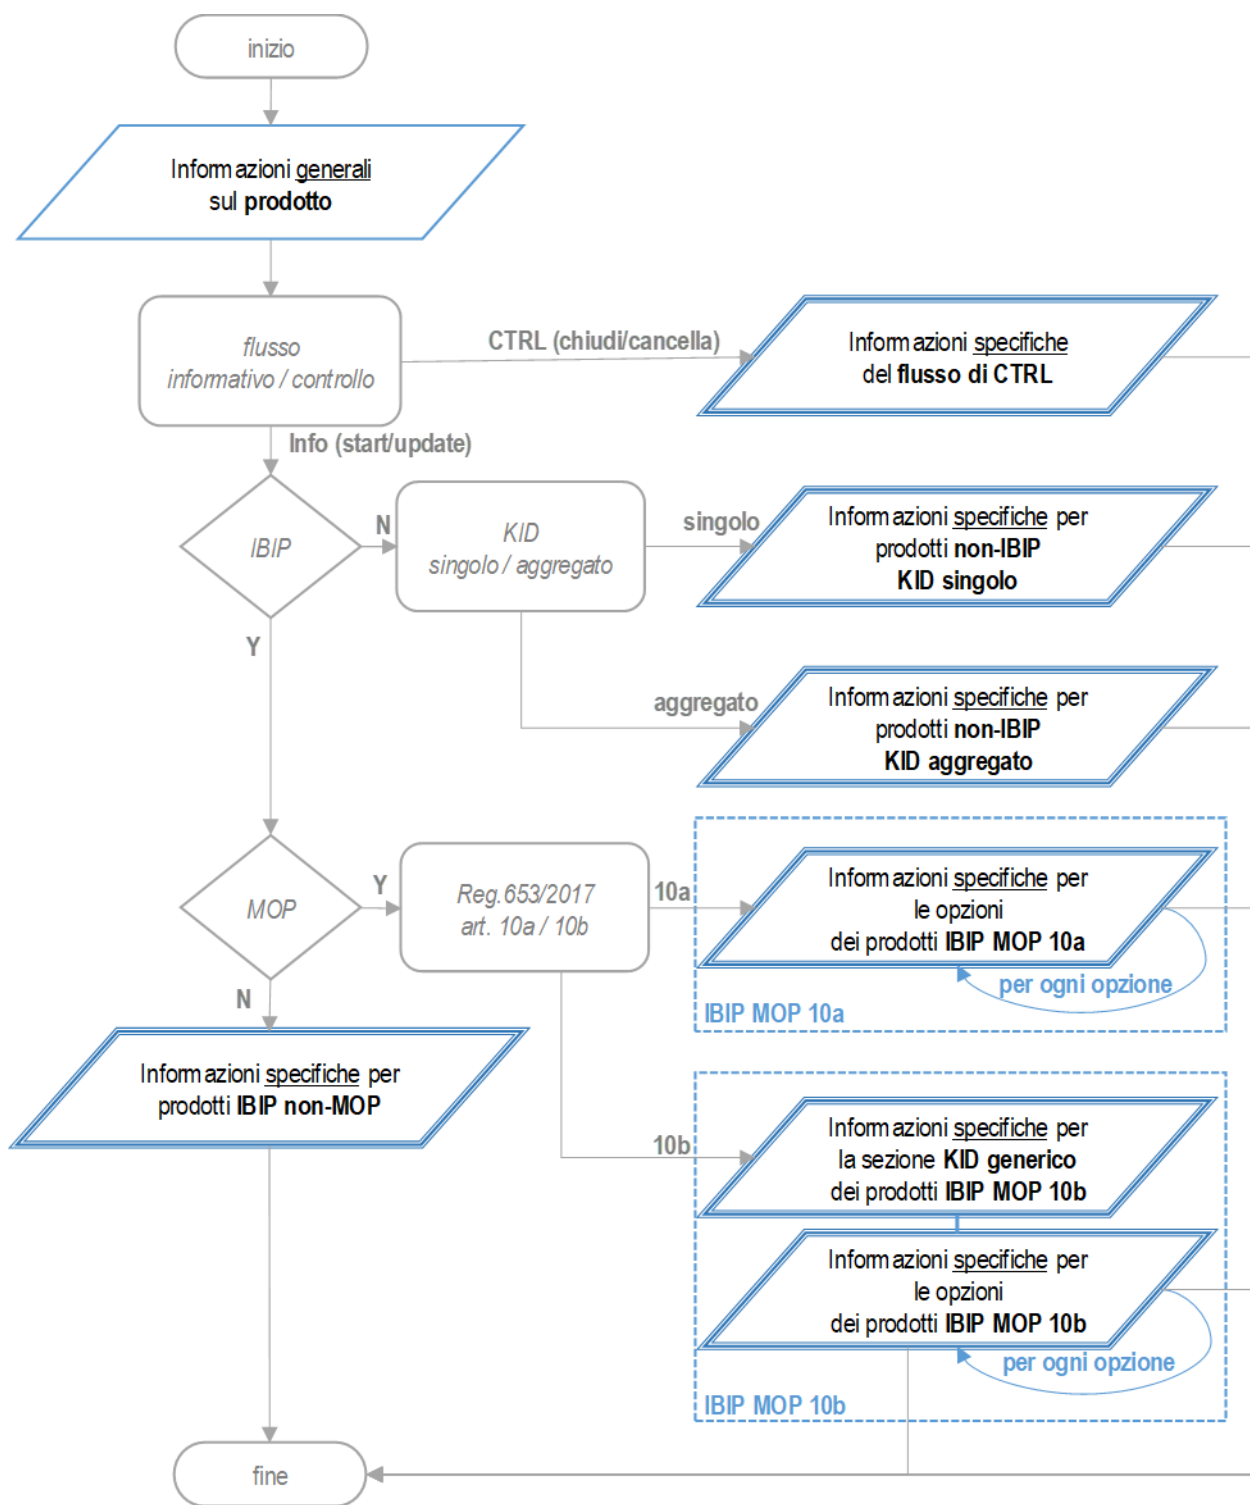 inizio
Informazioni generali
sul prodotto
flusso
informativo / controllo
CTRL (chiudi/cancella)
Informazioni specifiche
del flusso di CTRL
Info (start/update)
IBIP
N
KID
singolo / aggregato
singolo
Informazioni specifiche per
prodotti non-IBIP
KID singolo
Y
aggregato
Informazioni specifiche per
prodotti non-IBIP
KID aggregato
MOP
Y
Reg.653/2017
art. 10a / 10b
10a
Informazioni specifiche per
le opzioni
dei prodotti IBIP MOP 10a
per ogni opzione
IBIP MOP 10a
N
Informazioni specifiche per
prodotti IBIP non-MOP
10b
Informazioni specifiche per
la sezione KID generico
dei prodotti IBIP MOP 10b
Informazioni specifiche per
le opzioni
dei prodotti IBIP MOP 10b
per ogni opzione
IBIP MOP 10b
fine